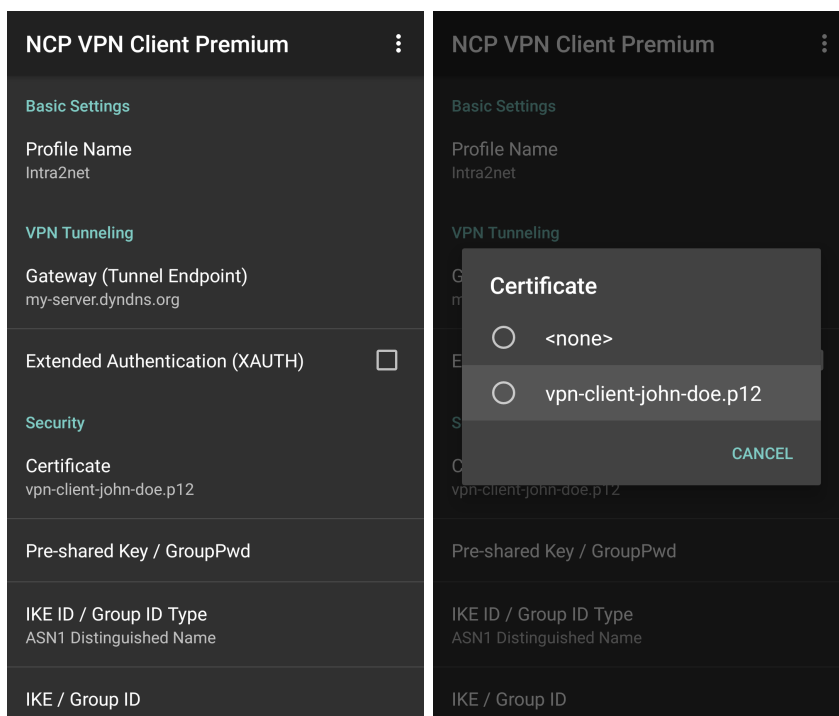 NCP VPN Client Premium
Basic Settings
Profile Name
Intra2net
VPN Tunneling
Gateway (Tunnel Endpoint)
my-server.dyndns.org
Extended Authentication (XAUTH)
Security
Certificate
vpn-client-john-doe.p12
Pre-shared Key / GroupPwd
IKE ID / Group ID Type
ASN1 Distinguished Name
IKE / Group ID
NCP VPN Client Premium
Basic Settings
Profile Name
Intra2net
VPN Tunneling
G
m
Certificate
<none>
E
vpn-client-john-doe.p12
S
CANCEL
C
vpn-client-john-doe.p12
Pre-shared Key / GroupPwd
IKE ID / Group ID Type
ASN1 Distinguished Name
IKE / Group ID